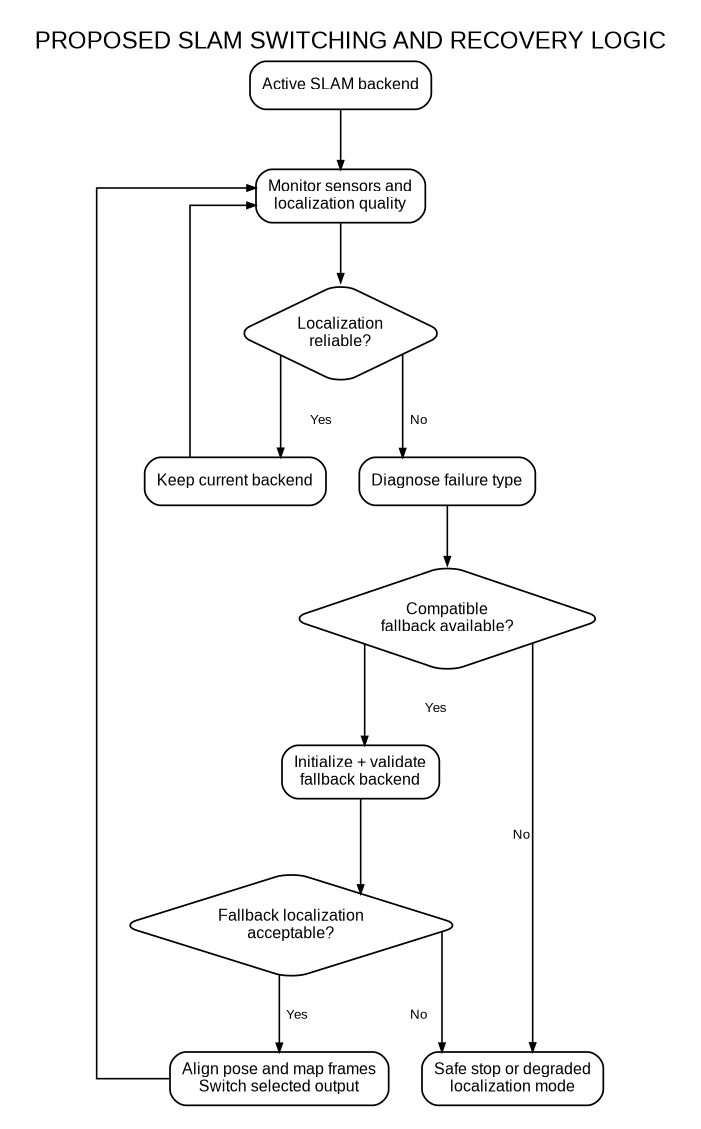 PROPOSED SLAM SWITCHING AND RECOVERY LOGIC
Active SLAM backend
Monitor sensors and
localization quality
Localization
reliable?
Yes
No
Keep current backend
Diagnose failure type
Compatible
fallback available?
Yes
Initialize + validate
fallback backend
No
Fallback localization
acceptable?
Yes
No
Align pose and map frames
Switch selected output
Safe stop or degraded
localization mode